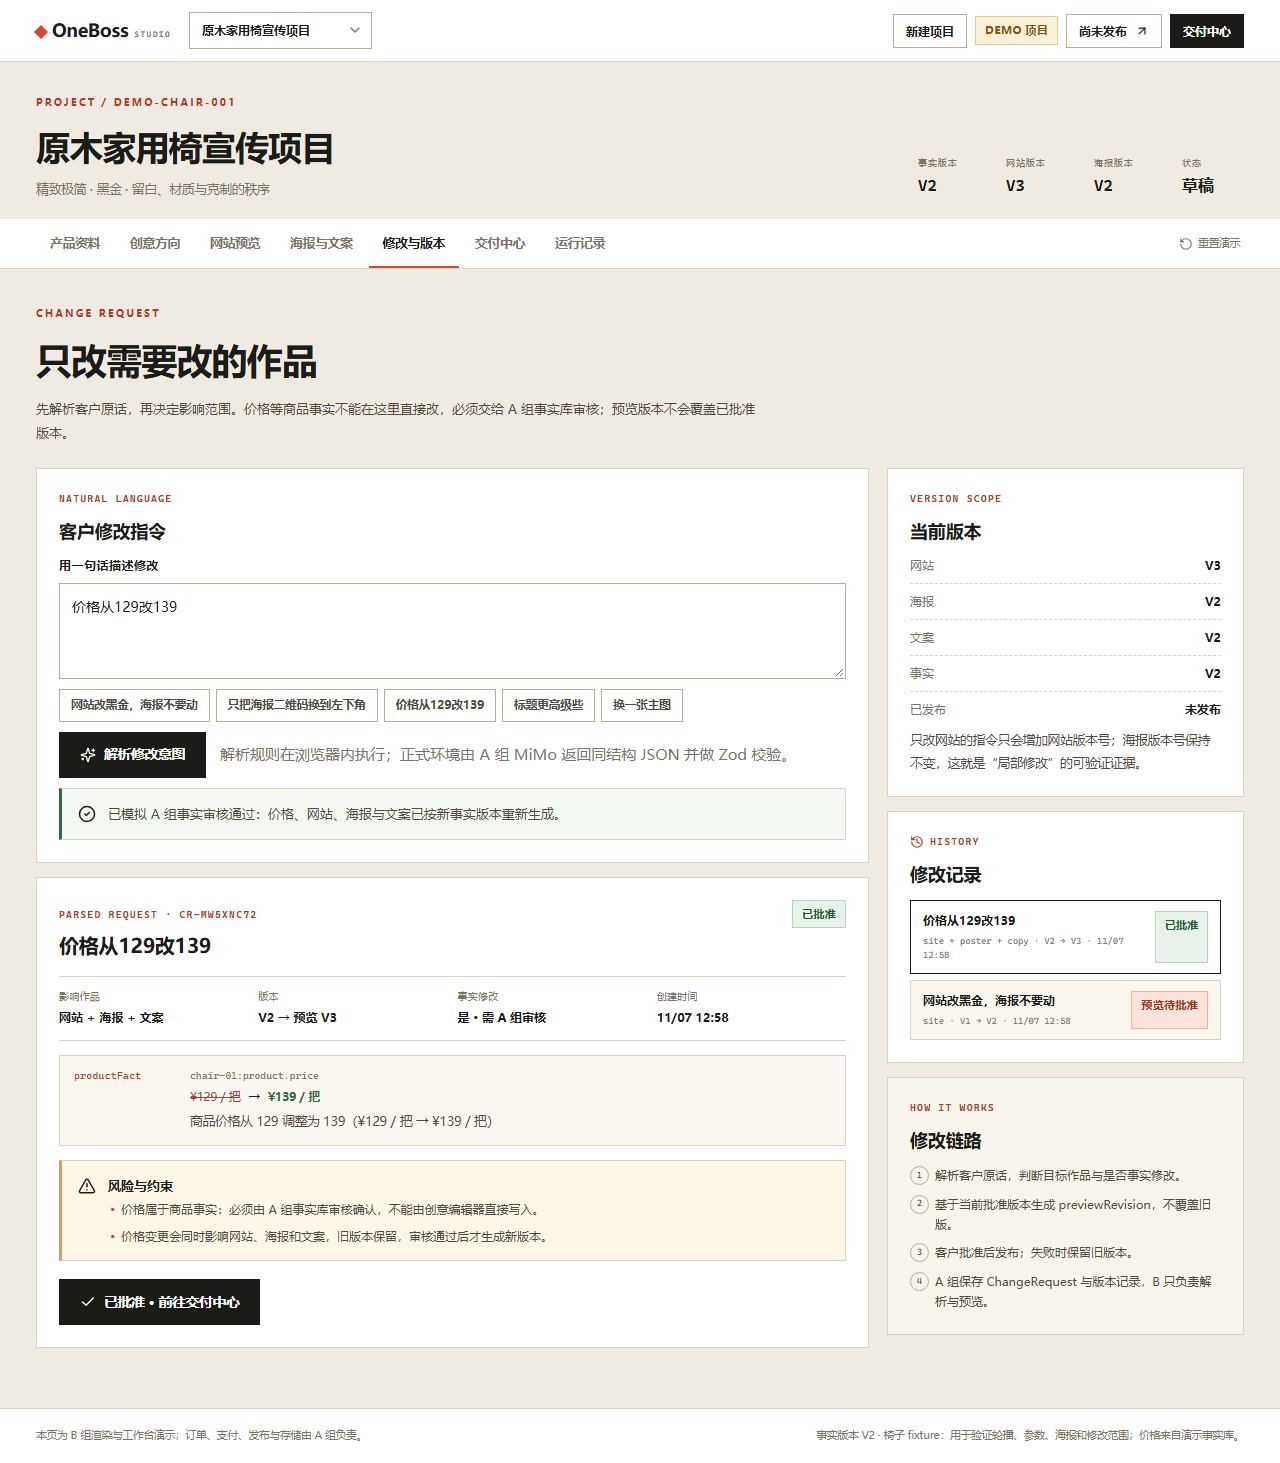 OneBoss STUDIO
原木家用椅宣传项目
新建项目
DEMO 项目
尚未发布
交付中心
PROJECT / DEMO-CHAIR-001
原木家用椅宣传项目
精致极简 · 黑金 · 留白、材质与克制的秩序
事实版本
网站版本
海报版本
状态
V2
V3
V2
草稿
产品资料
创意方向
网站预览
海报与文案
修改与版本
交付中心
运行记录
重置演示
CHANGE REQUEST
只改需要改的作品
先解析客户原话，再决定影响范围。价格等商品事实不能在这里直接改，必须交给 A 组事实库审核；预览版本不会覆盖已批准
版本。
NATURAL LANGUAGE
客户修改指令
用一句话描述修改
价格从129改139
网站改黑金，海报不要动
只把海报二维码换到左下角
价格从129改139
标题更高级些
换一张主图
解析修改意图
解析规则在浏览器内执行；正式环境由 A 组 MiMo 返回同结构 JSON 并做 Zod 校验。
已模拟 A 组事实审核通过：价格、网站、海报与文案已按新事实版本重新生成。
PARSED REQUEST · CR-MW5XNC72
已批准
价格从129改139
影响作品
版本
事实修改
创建时间
网站 + 海报 + 文案
V2 → 预览 V3
是 · 需 A 组审核
11/07 12:58
productFact
chair-01:product.price
¥129 / 把 → ¥139 / 把
商品价格从 129 调整为 139（¥129 / 把 → ¥139 / 把）
风险与约束
• 价格属于商品事实：必须由 A 组事实库审核确认，不能由创意编辑器直接写入。
• 价格变更会同时影响网站、海报和文案，旧版本保留，审核通过后才生成新版本。
已批准 · 前往交付中心
VERSION SCOPE
当前版本
网站 V3
海报 V2
文案 V2
事实 V2
已发布 未发布
只改网站的指令只会增加网站版本号；海报版本号保持
不变，这就是“局部修改”的可验证证据。
HISTORY
修改记录
价格从129改139
已批准
site + poster + copy · V2 → V3 · 11/07
12:58
网站改黑金，海报不要动
预览待批准
site · V1 → V2 · 11/07 12:58
HOW IT WORKS
修改链路
1 解析客户原话，判断目标作品与是否事实修改。
2 基于当前批准版本生成 previewRevision，不覆盖旧
版。
3 客户批准后发布；失败时保留旧版本。
4 A 组保存 ChangeRequest 与版本记录，B 只负责解
析与预览。
本页为 B 组渲染与工作台演示；订单、支付、发布与存储由 A 组负责。
事实版本 V2 · 椅子 fixture：用于验证轮播、参数、海报和修改范围；价格来自演示事实库。